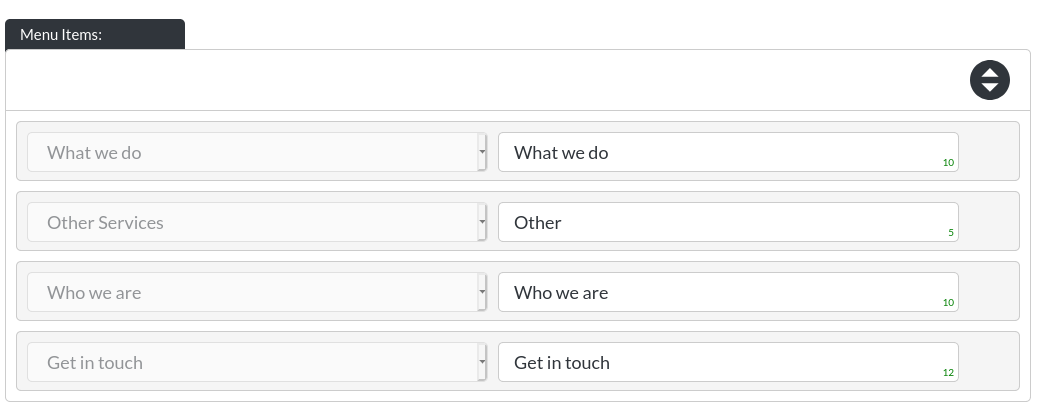 Menu Items:
What we do What we do 10
Other Services Other 5
Who we are Who we are 10
Get in touch Get in touch 12